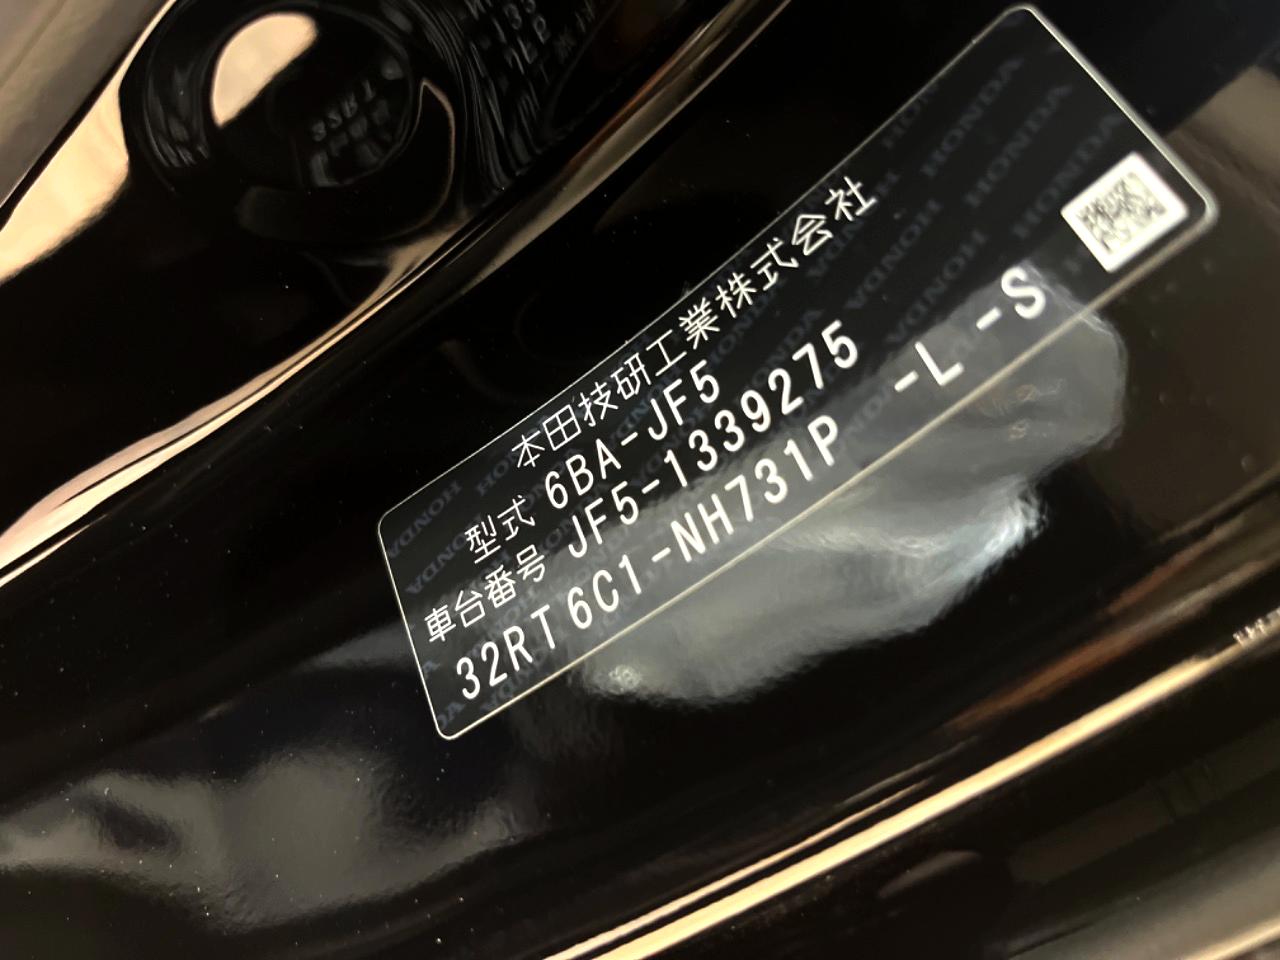 本田技研工業株式会社
型式 6BA-JF5
車台番号 JF5-1339275
32RT6C1-NH731P -L -S